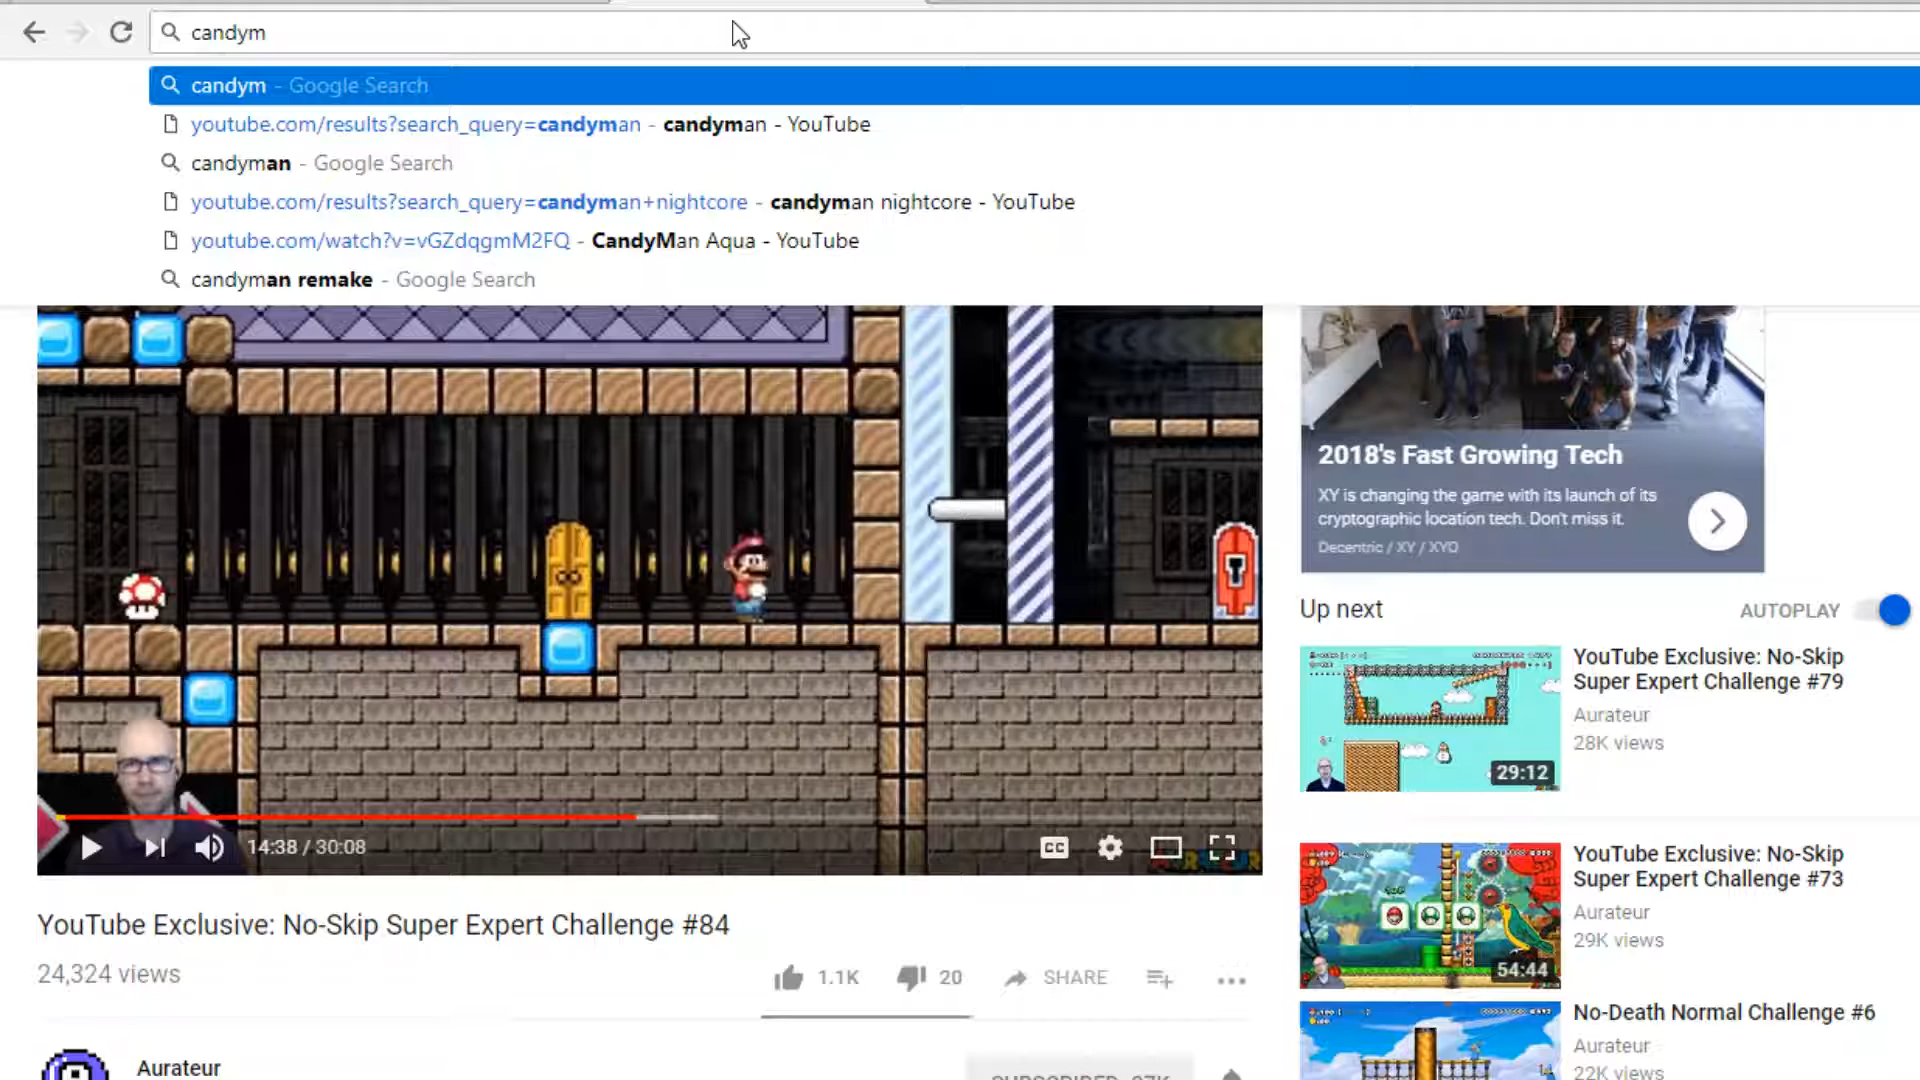 candym
candym - Google Search
youtube.com/results?search_query=candyman - candyman - YouTube
candyman - Google Search
youtube.com/results?search_query=candyman+nightcore - candyman nightcore - YouTube
youtube.com/watch?v=vGZdqgmM2FQ - CandyMan Aqua - YouTube
candyman remake - Google Search
2018's Fast Growing Tech
XY is changing the game with its launch of its
cryptographic location tech. Don't miss it.
Decentric / XY / XYO
Up next
AUTOPLAY
YouTube Exclusive: No-Skip
Super Expert Challenge #79
Aurateur
28K views
29:12
14:38 / 30:08
CC
YouTube Exclusive: No-Skip
Super Expert Challenge #73
Aurateur
29K views
54:44
YouTube Exclusive: No-Skip Super Expert Challenge #84
24,324 views
1.1K
20
SHARE
No-Death Normal Challenge #6
Aurateur
22K views
Aurateur
SUBSCRIBED